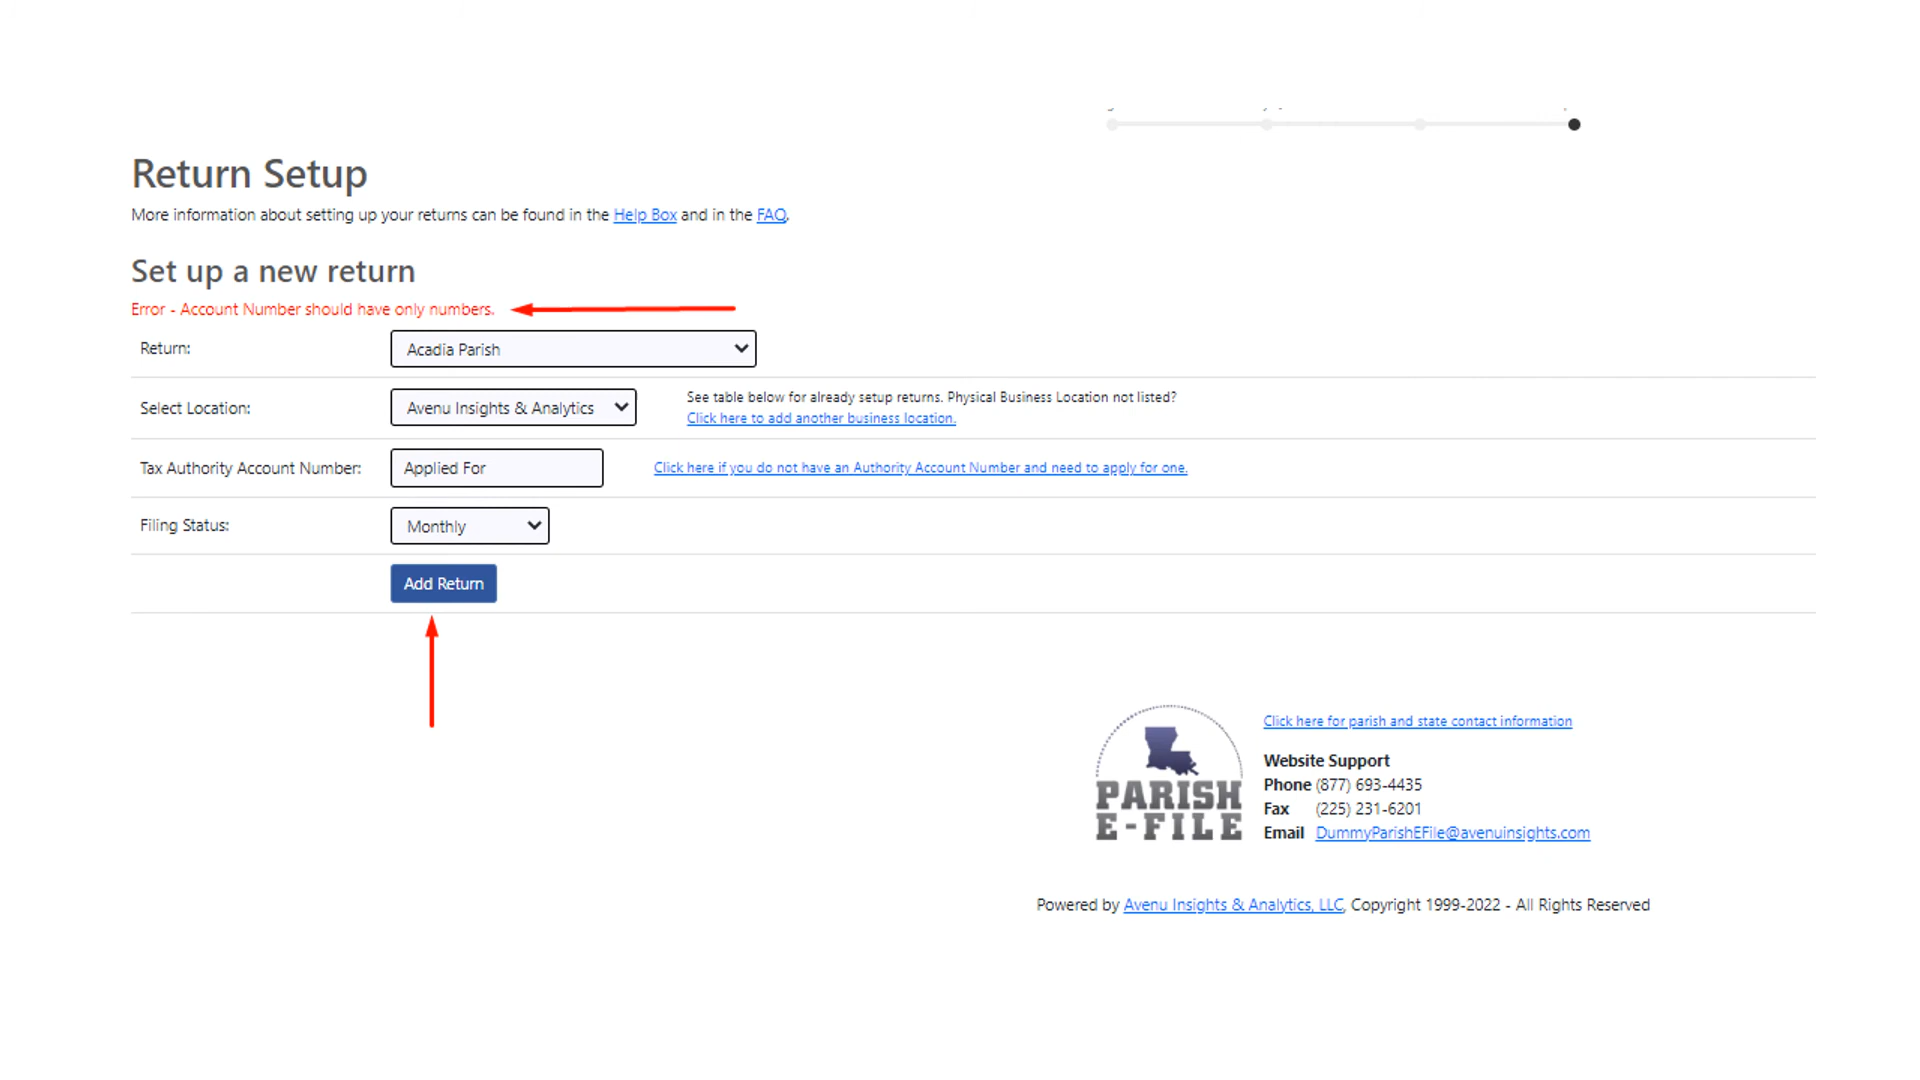 Return Setup
More information about setting up your returns can be found in the Help Box and in the FAQ.
Set up a new return
Error - Account Number should have only numbers.
Return: Acadia Parish
Select Location: Avenu Insights & Analytics
See table below for already setup returns. Physical Business Location not listed?
Click here to add another business location.
Tax Authority Account Number: Applied For Click here if you do not have an Authority Account Number and need to apply for one.
Filing Status: Monthly
Add Return
PARISH
E-FILE
Click here for parish and state contact information
Website Support
Phone (877) 693-4435
Fax (225) 231-6201
Email DummyParishEFile@avenuinsights.com
Powered by Avenu Insights & Analytics, LLC, Copyright 1999-2022 - All Rights Reserved